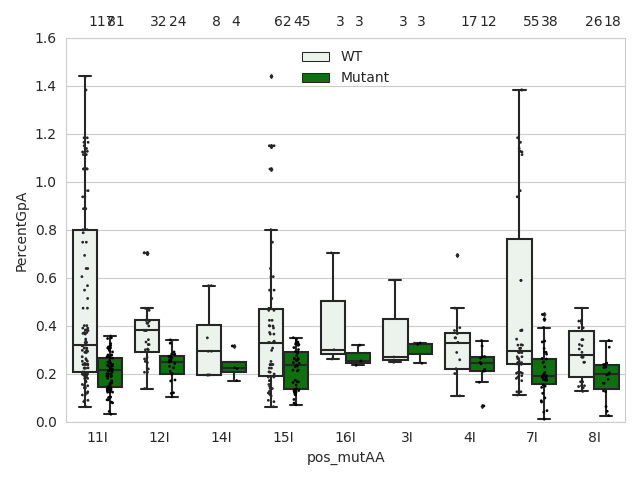 117 81 32 24 8 4 62 45 3 3 3 3 17 12 55 38 26 18
WT
Mutant
1.6
1.4
1.2
1.0
0.8
0.6
0.4
0.2
0.0
PercentGpA
11I 12I 14I 15I 16I 3I 4I 7I 8I
pos_mutAA